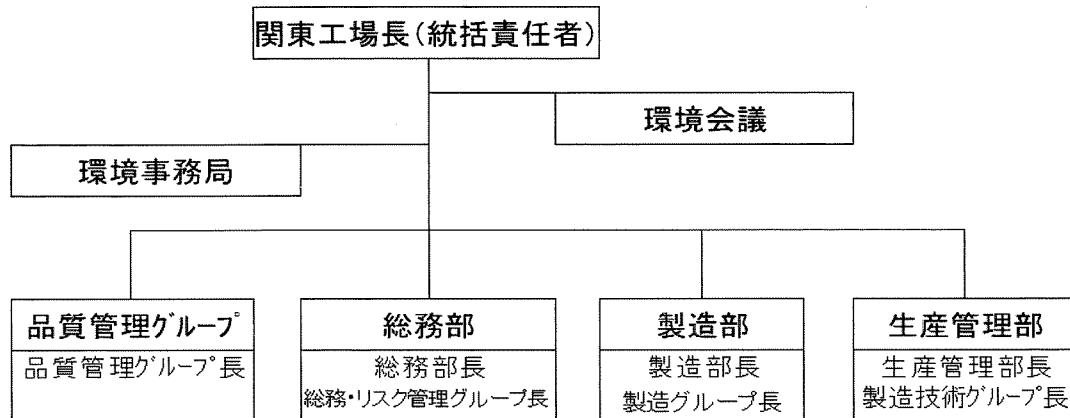 関東工場長(統括責任者)
環境会議
環境事務局
品質管理グループ
品質管理グループ長
総務部
総務部長
総務・リスク管理グループ長
製造部
製造部長
製造グループ長
生産管理部
生産管理部長
製造技術グループ長